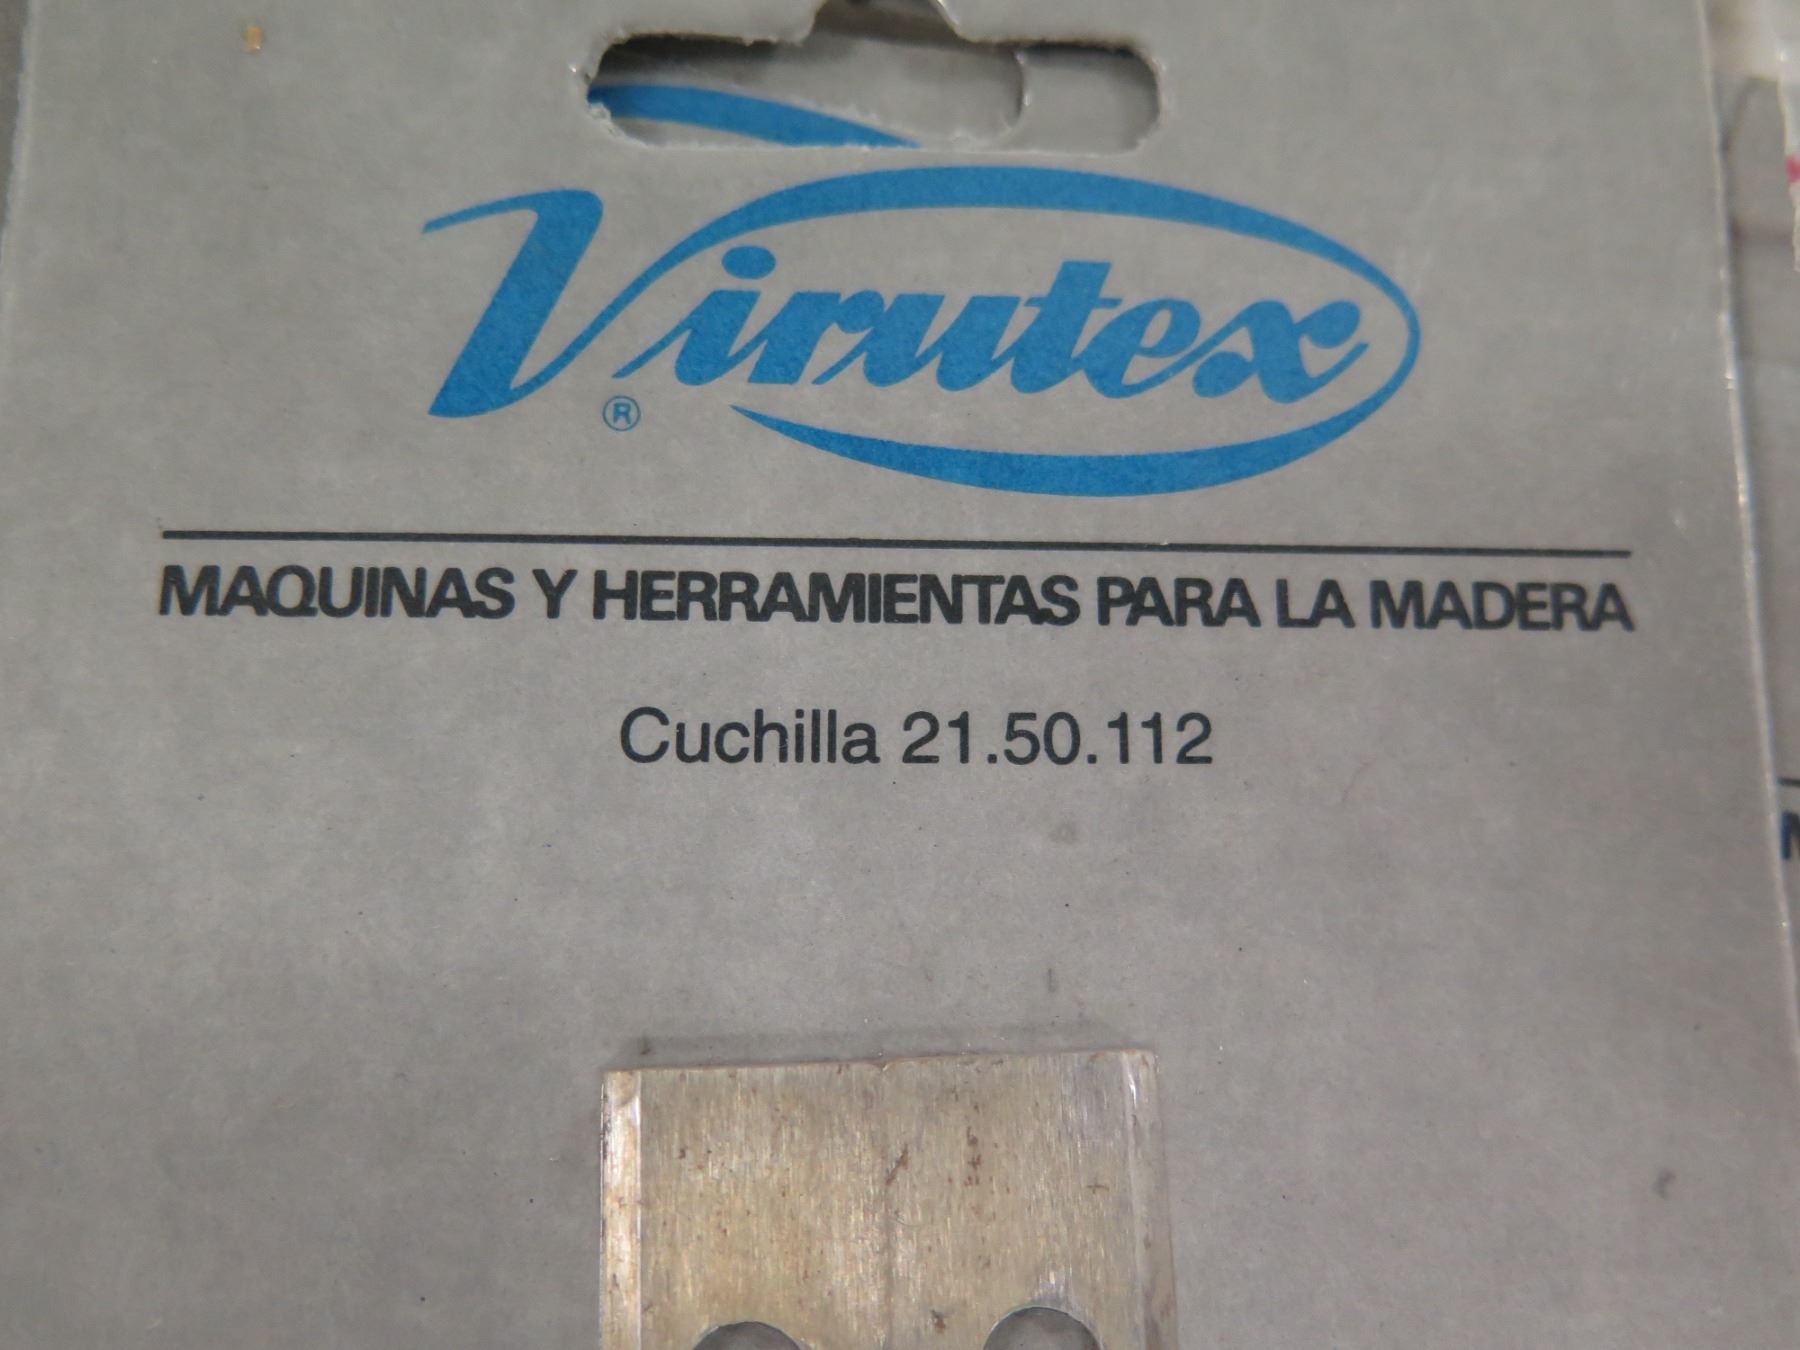 Virutex
®
MAQUINAS Y HERRAMIENTAS PARA LA MADERA
Cuchilla 21.50.112